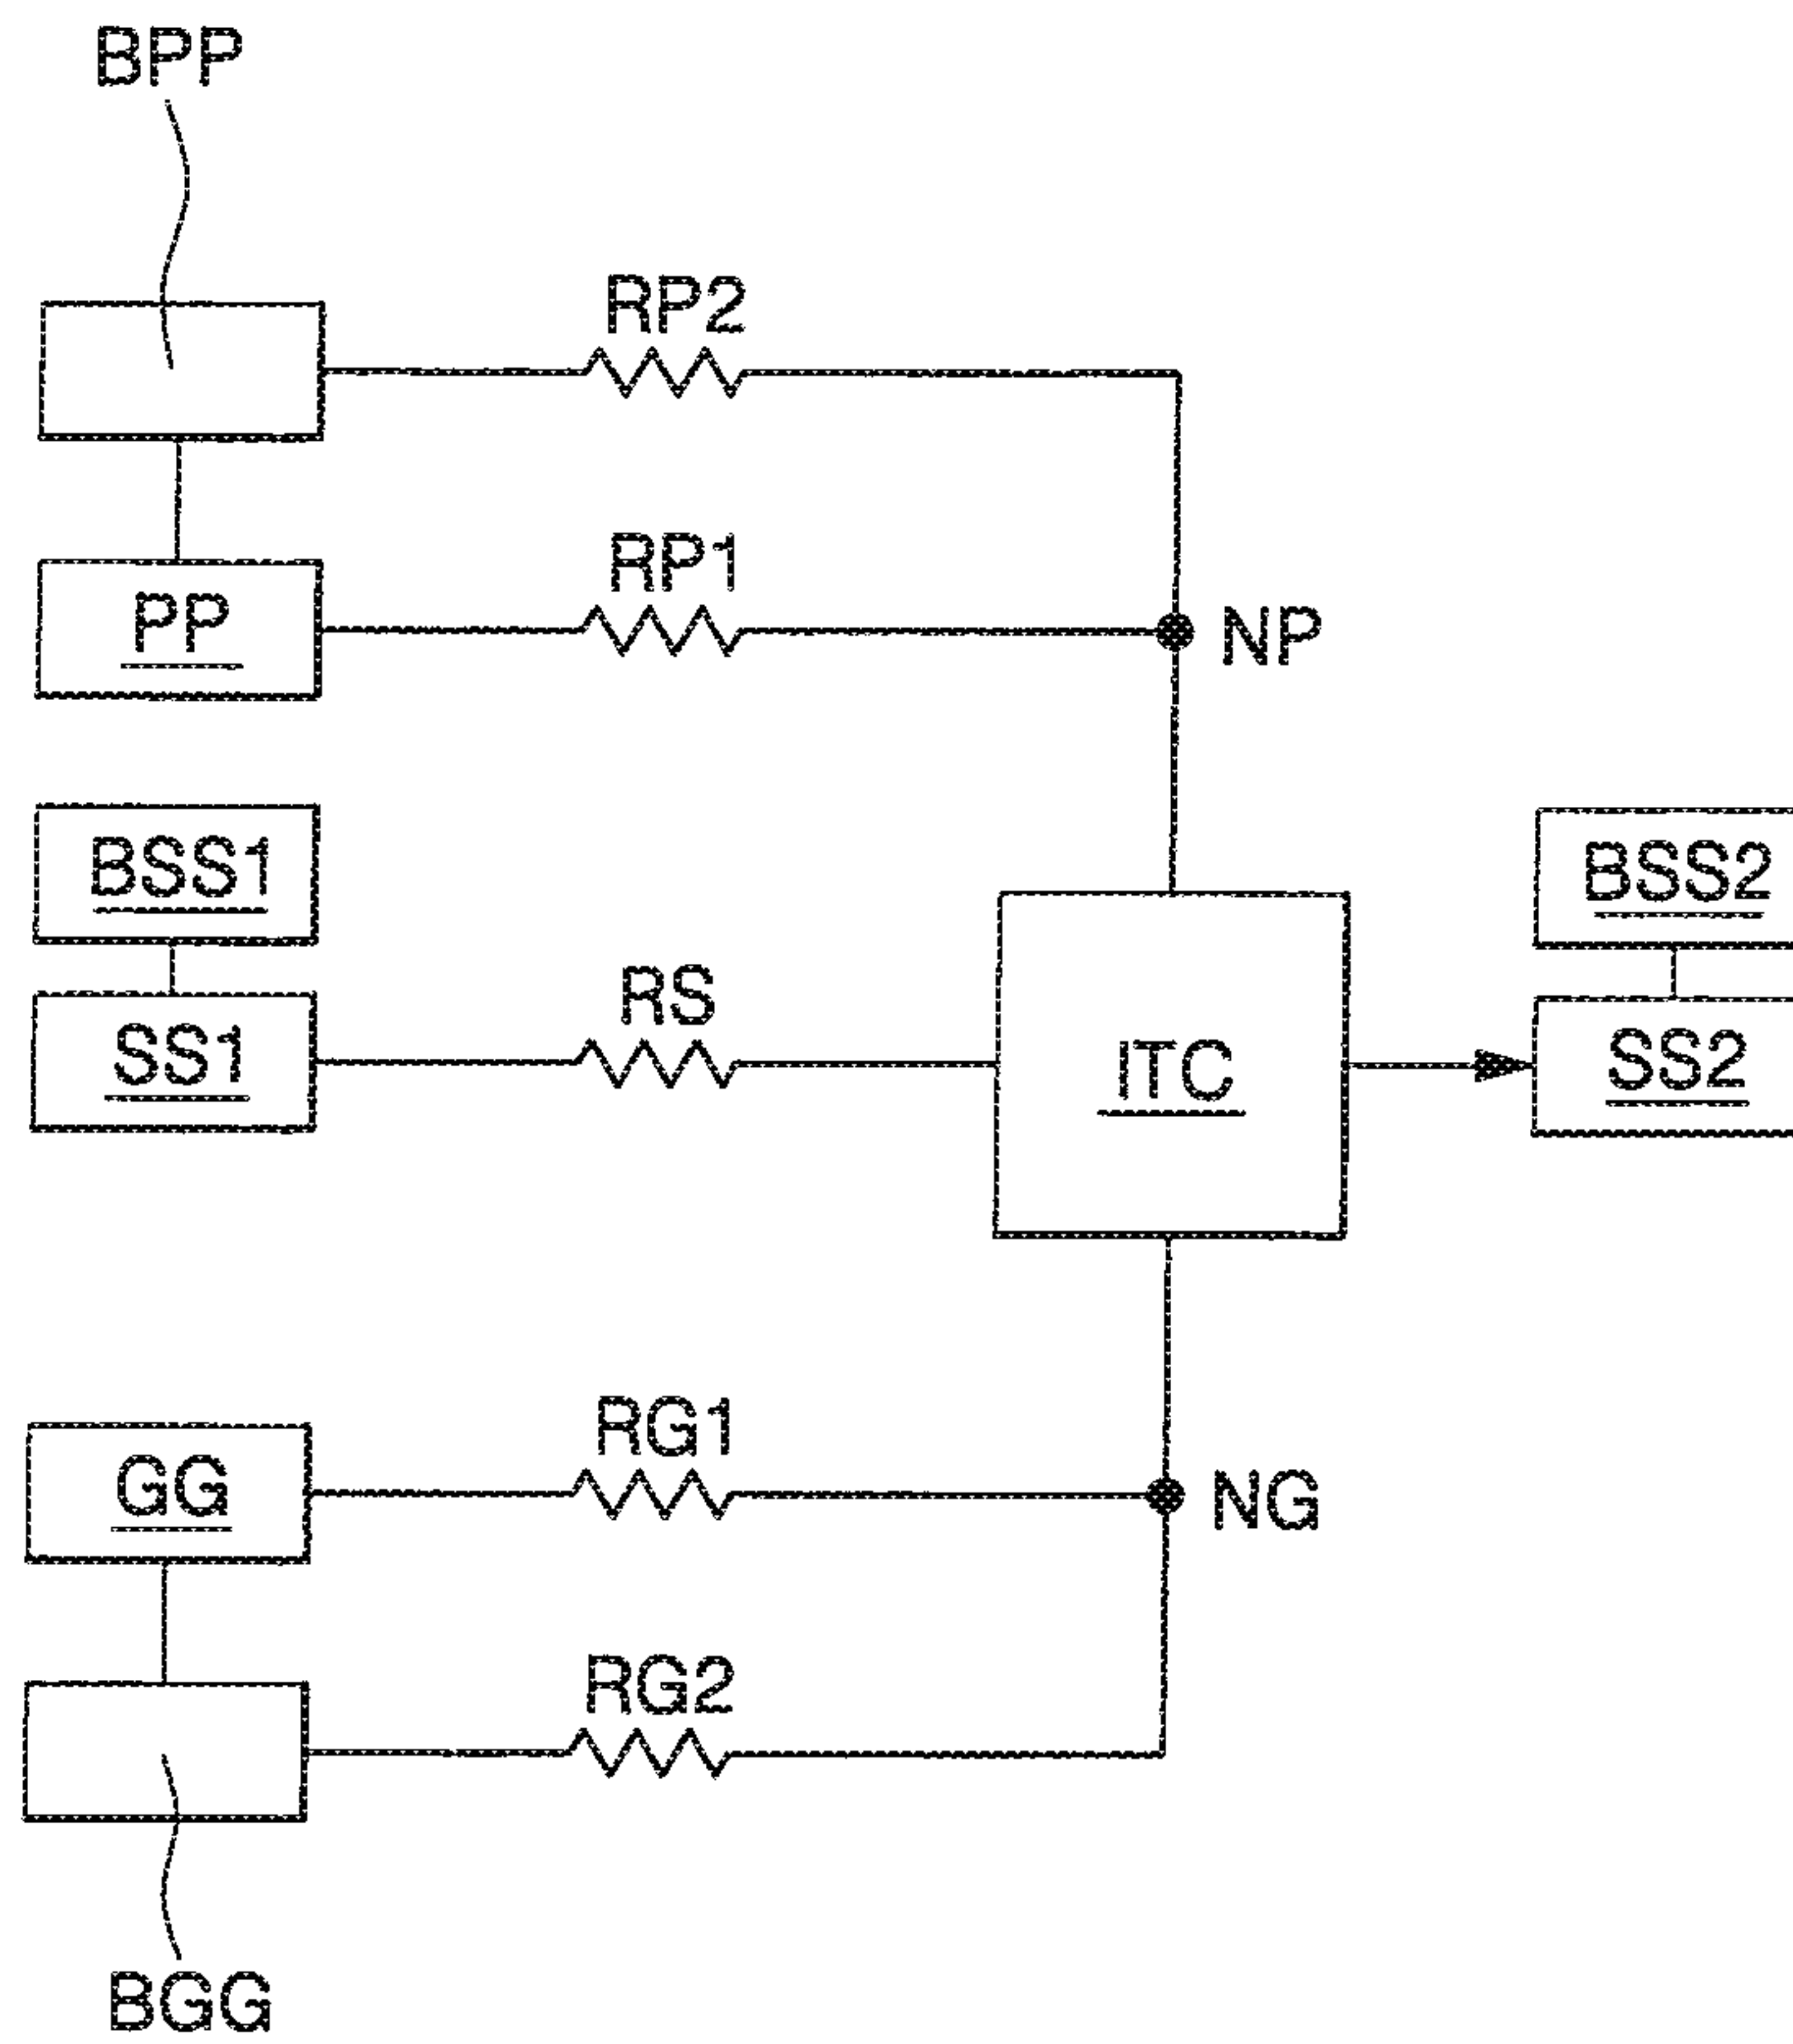 BPP
RP2
RP1
PP
NP
BSS1
BSS2
RS
SS1
ITC
SS2
RG1
GG
NG
RG2
BGG